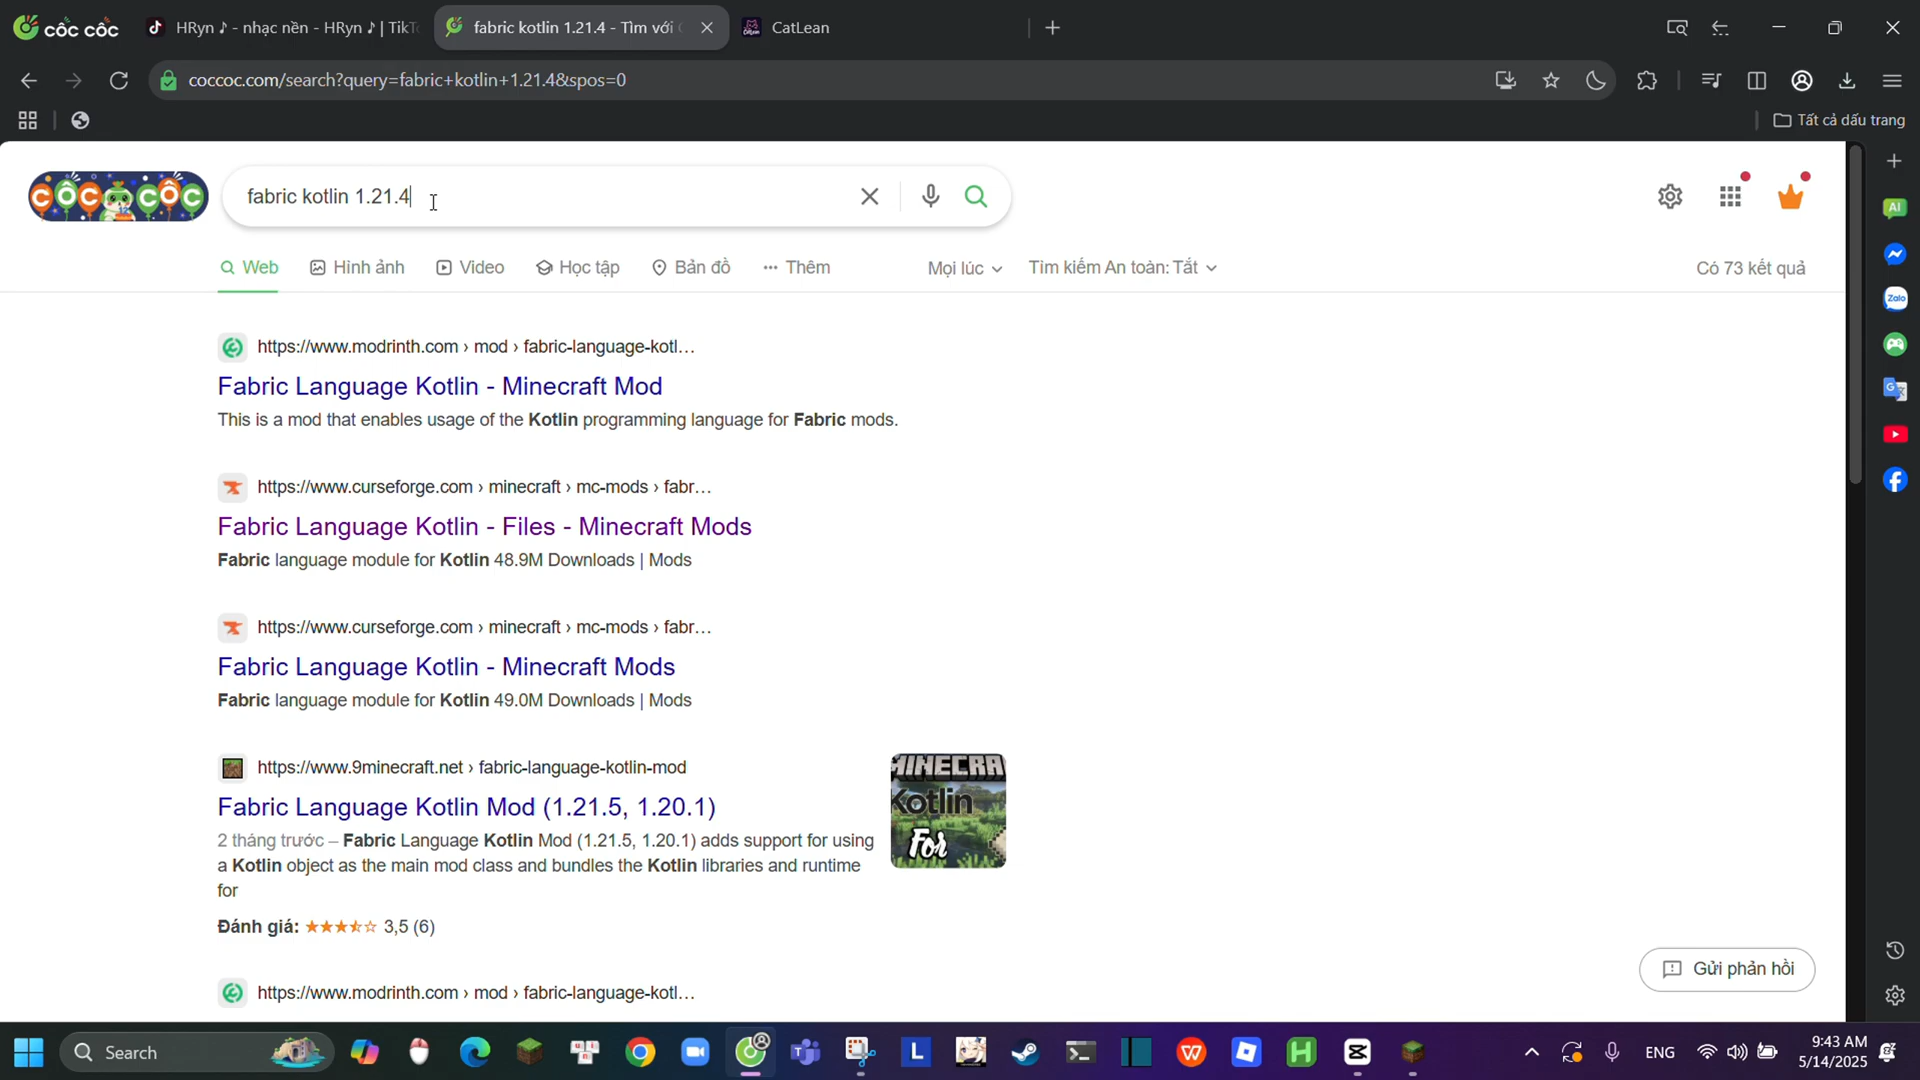 cốc cốc
HRyn ♪ - nhạc nền - HRyn ♪ | TikTo
fabric kotlin 1.21.4 - Tìm với C
CatLean
coccoc.com/search?query=fabric+kotlin+1.21.4&spos=0
Tất cả dấu trang
CỐC CỐC
fabric kotlin 1.21.4
Web
Hình ảnh
Video
Học tập
Bản đồ
Thêm
Mọi lúc
Tìm kiếm An toàn: Tắt
Có 73 kết quả
AI
Zalo
https://www.modrinth.com › mod › fabric-language-kotl...
Fabric Language Kotlin - Minecraft Mod
This is a mod that enables usage of the Kotlin programming language for Fabric mods.
https://www.curseforge.com › minecraft › mc-mods › fabr...
Fabric Language Kotlin - Files - Minecraft Mods
Fabric language module for Kotlin 48.9M Downloads | Mods
https://www.curseforge.com › minecraft › mc-mods › fabr...
Fabric Language Kotlin - Minecraft Mods
Fabric language module for Kotlin 49.0M Downloads | Mods
https://www.9minecraft.net › fabric-language-kotlin-mod
Fabric Language Kotlin Mod (1.21.5, 1.20.1)
2 tháng trước – Fabric Language Kotlin Mod (1.21.5, 1.20.1) adds support for using
a Kotlin object as the main mod class and bundles the Kotlin libraries and runtime
for
MINECRA
Kotlin
For
Đánh giá: ★★★☆☆ 3,5 (6)
Gửi phản hồi
https://www.modrinth.com › mod › fabric-language-kotl...
Search
ENG
9:43 AM
5/14/2025